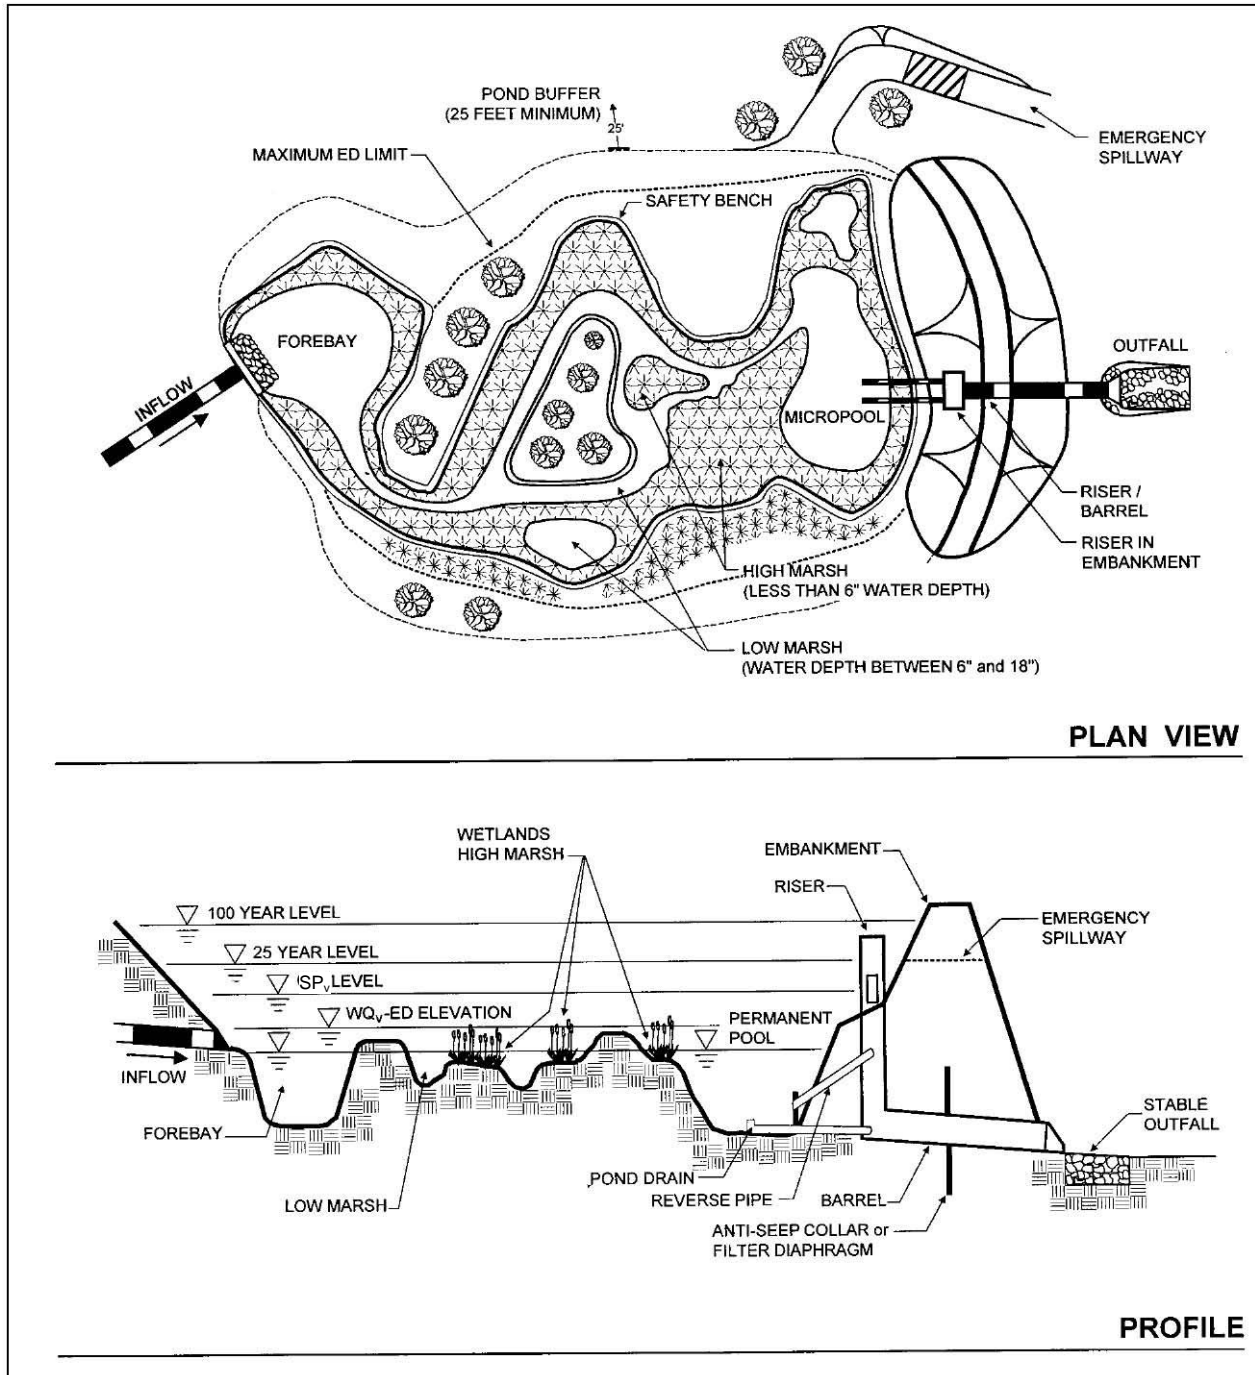 POND BUFFER
(25 FEET MINIMUM)
25'
MAXIMUM ED LIMIT
SAFETY BENCH
EMERGENCY
SPILLWAY
FOREBAY
INFLOW
OUTFALL
MICROPOOL
RISER /
BARREL
RISER IN
EMBANKMENT
HIGH MARSH
(LESS THAN 6" WATER DEPTH)
LOW MARSH
(WATER DEPTH BETWEEN 6" and 18")
PLAN VIEW
WETLANDS
HIGH MARSH
EMBANKMENT
RISER
100 YEAR LEVEL
EMERGENCY
SPILLWAY
25 YEAR LEVEL
SPv LEVEL
WQv-ED ELEVATION
PERMANENT
POOL
INFLOW
FOREBAY
STABLE
OUTFALL
LOW MARSH
POND DRAIN
REVERSE PIPE
BARREL
ANTI-SEEP COLLAR or
FILTER DIAPHRAGM
PROFILE